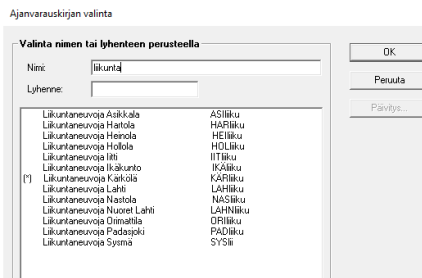 Ajanvarauskirjan valinta
Valinta nimen tai lyhenteen perusteella
Nimi: liikunta
Lyhenne:
OK
Peruuta
Päivitys...
Liikuntaneuvoja Asikkala ASIliiku
Liikuntaneuvoja Hartola HARliiku
Liikuntaneuvoja Heinola HEIliiku
Liikuntaneuvoja Hollola HOLliiku
Liikuntaneuvoja Iitti IITliiku
Liikuntaneuvoja Ikäkunto IKÄliiku
(*) Liikuntaneuvoja Kärkölä KÄRliiku
Liikuntaneuvoja Lahti LAHliiku
Liikuntaneuvoja Nastola NASliiku
Liikuntaneuvoja Nuoret Lahti LAHNliiku
Liikuntaneuvoja Orimattila ORIliiku
Liikuntaneuvoja Padasjoki PADliiku
Liikuntaneuvoja Sysmä SYSlii